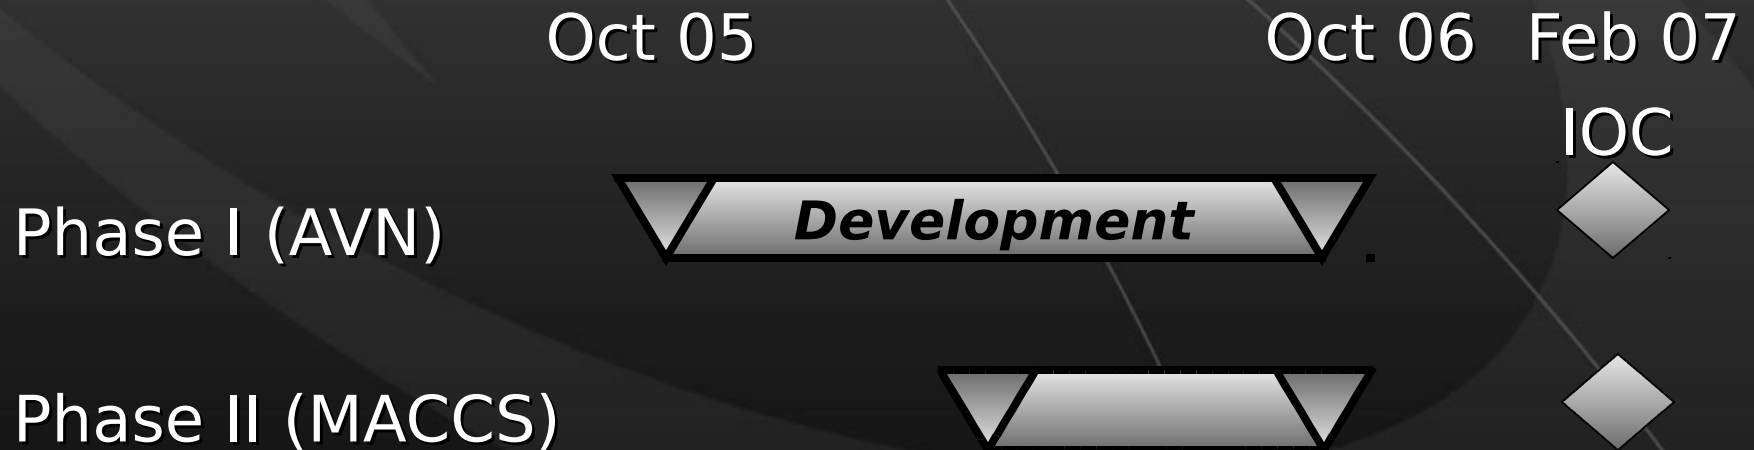 Oct 05 Oct 06 Feb 07
IOC
Phase I (AVN) Development
Phase II (MACCS)